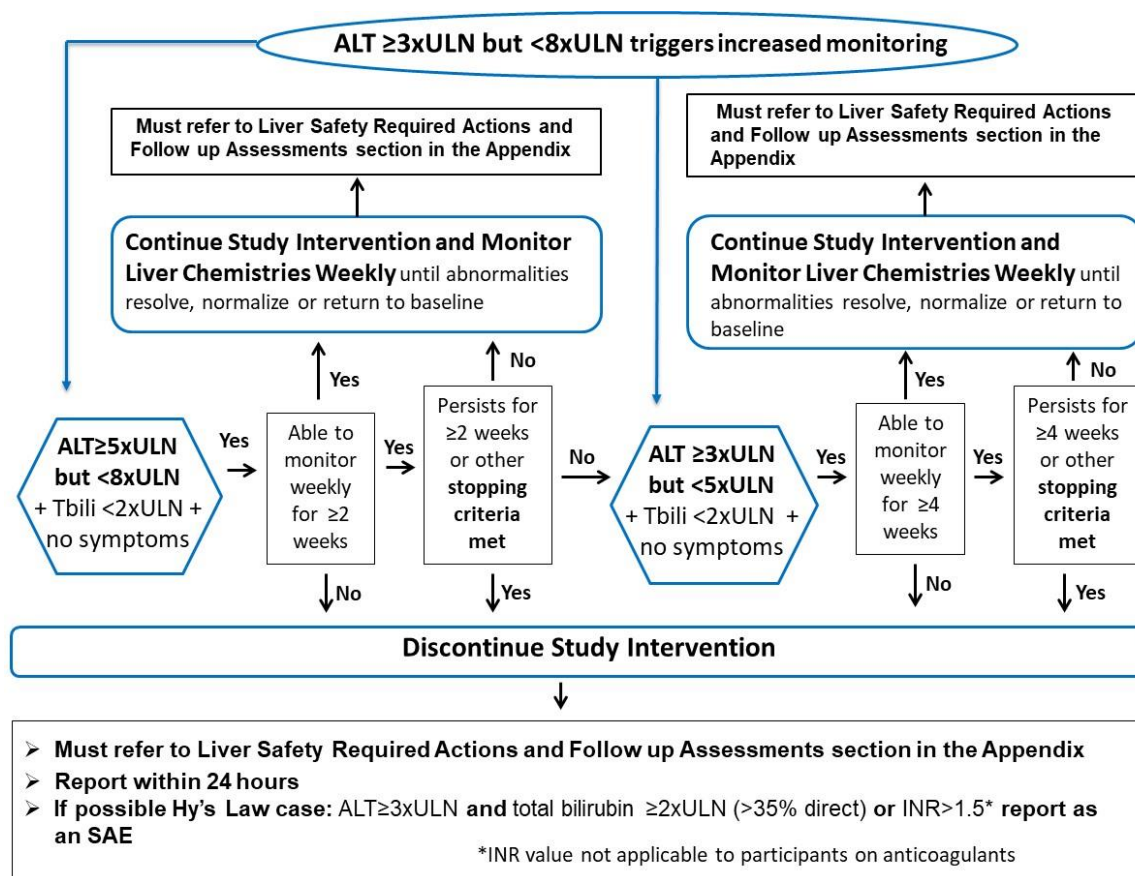 ALT ≥3xULN but <8xULN triggers increased monitoring
Must refer to Liver Safety Required Actions and
Follow up Assessments section in the Appendix
Must refer to Liver Safety Required Actions
and Follow up Assessments section in the
Appendix
Continue Study Intervention and Monitor
Liver Chemistries Weekly until abnormalities
resolve, normalize or return to baseline
Continue Study Intervention and
Monitor Liver Chemistries Weekly until
abnormalities resolve, normalize or return to
baseline
Yes
No
Yes
No
ALT≥5xULN
but <8xULN
+ Tbili <2xULN +
no symptoms
Yes
Able to
monitor
weekly
for ≥2
weeks
Yes
Persists for
≥2 weeks
or other
stopping
criteria
met
No
ALT ≥3xULN
but <5xULN
+ Tbili <2xULN +
no symptoms
Yes
Able to
monitor
weekly
for ≥4
weeks
Yes
Persists for
≥4 weeks
or other
stopping
criteria
met
No
Yes
No
Yes
Discontinue Study Intervention
➢ Must refer to Liver Safety Required Actions and Follow up Assessments section in the Appendix
➢ Report within 24 hours
➢ If possible Hy's Law case: ALT≥3xULN and total bilirubin ≥2xULN (>35% direct) or INR>1.5* report as
an SAE
*INR value not applicable to participants on anticoagulants